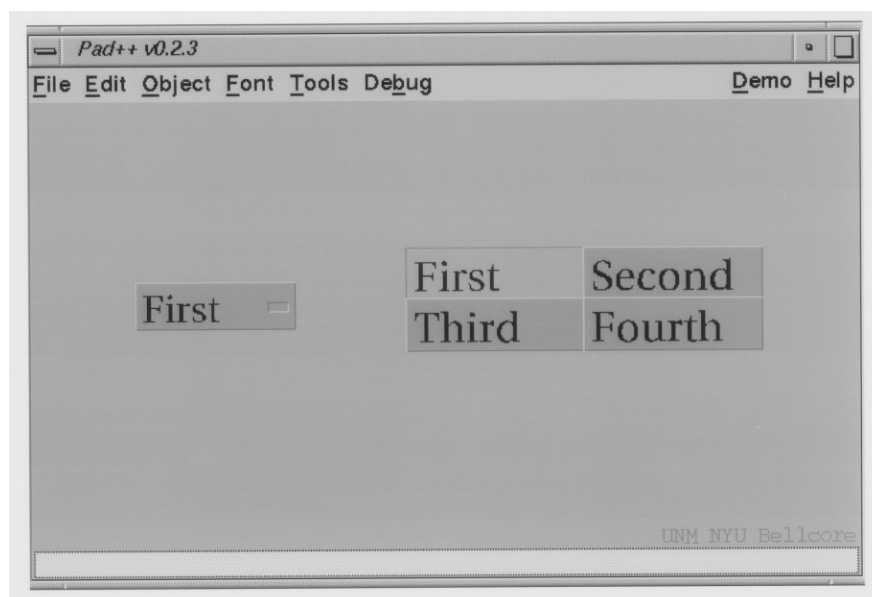 Pad++ v0.2.3
File Edit Object Font Tools Debug Demo Help
First Second
First
Third Fourth
UNM NYU Bellcore